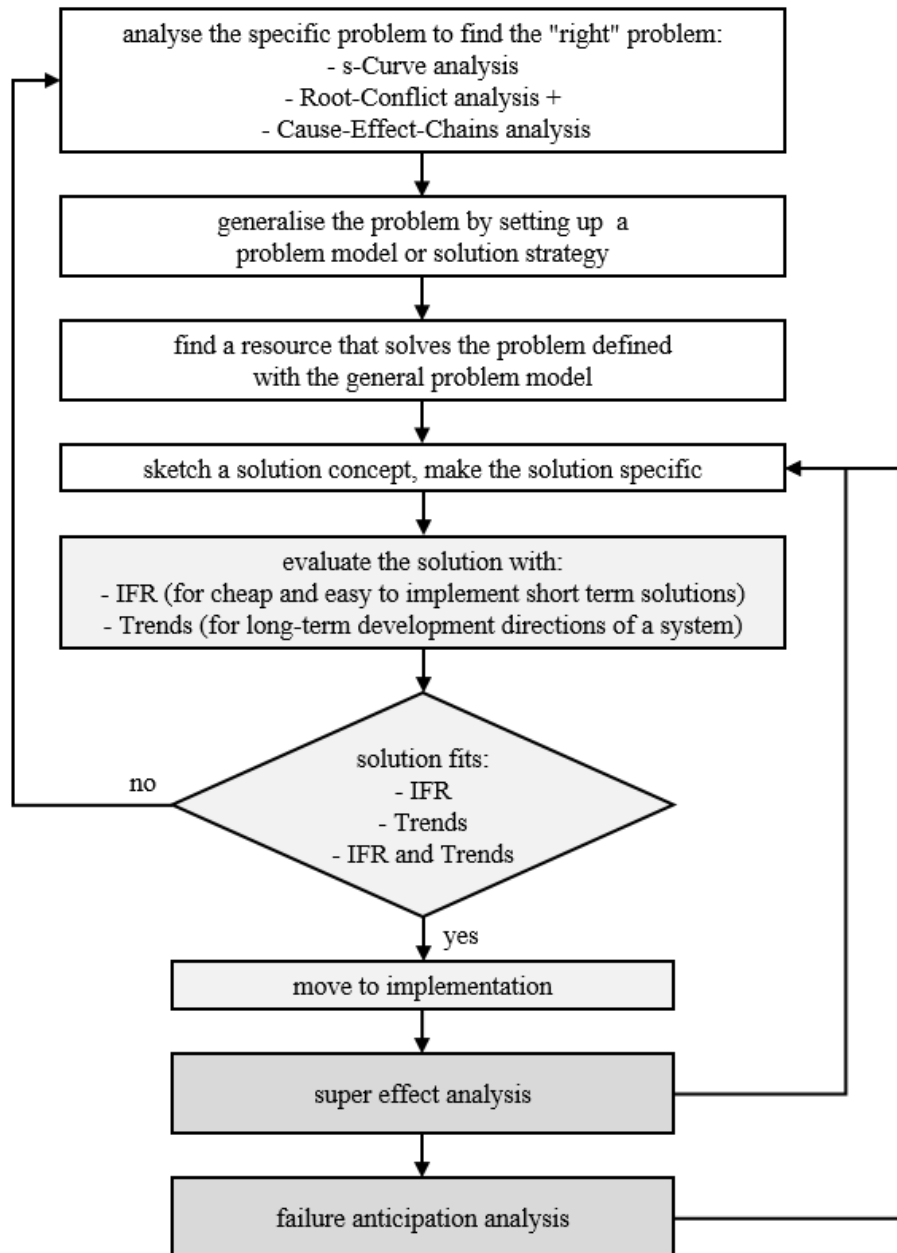 analyse the specific problem to find the "right" problem:
- s-Curve analysis
- Root-Conflict analysis +
- Cause-Effect-Chains analysis
generalise the problem by setting up a
problem model or solution strategy
find a resource that solves the problem defined
with the general problem model
sketch a solution concept, make the solution specific
evaluate the solution with:
- IFR (for cheap and easy to implement short term solutions)
- Trends (for long-term development directions of a system)
solution fits:
- IFR
- Trends
- IFR and Trends
no
yes
move to implementation
super effect analysis
failure anticipation analysis